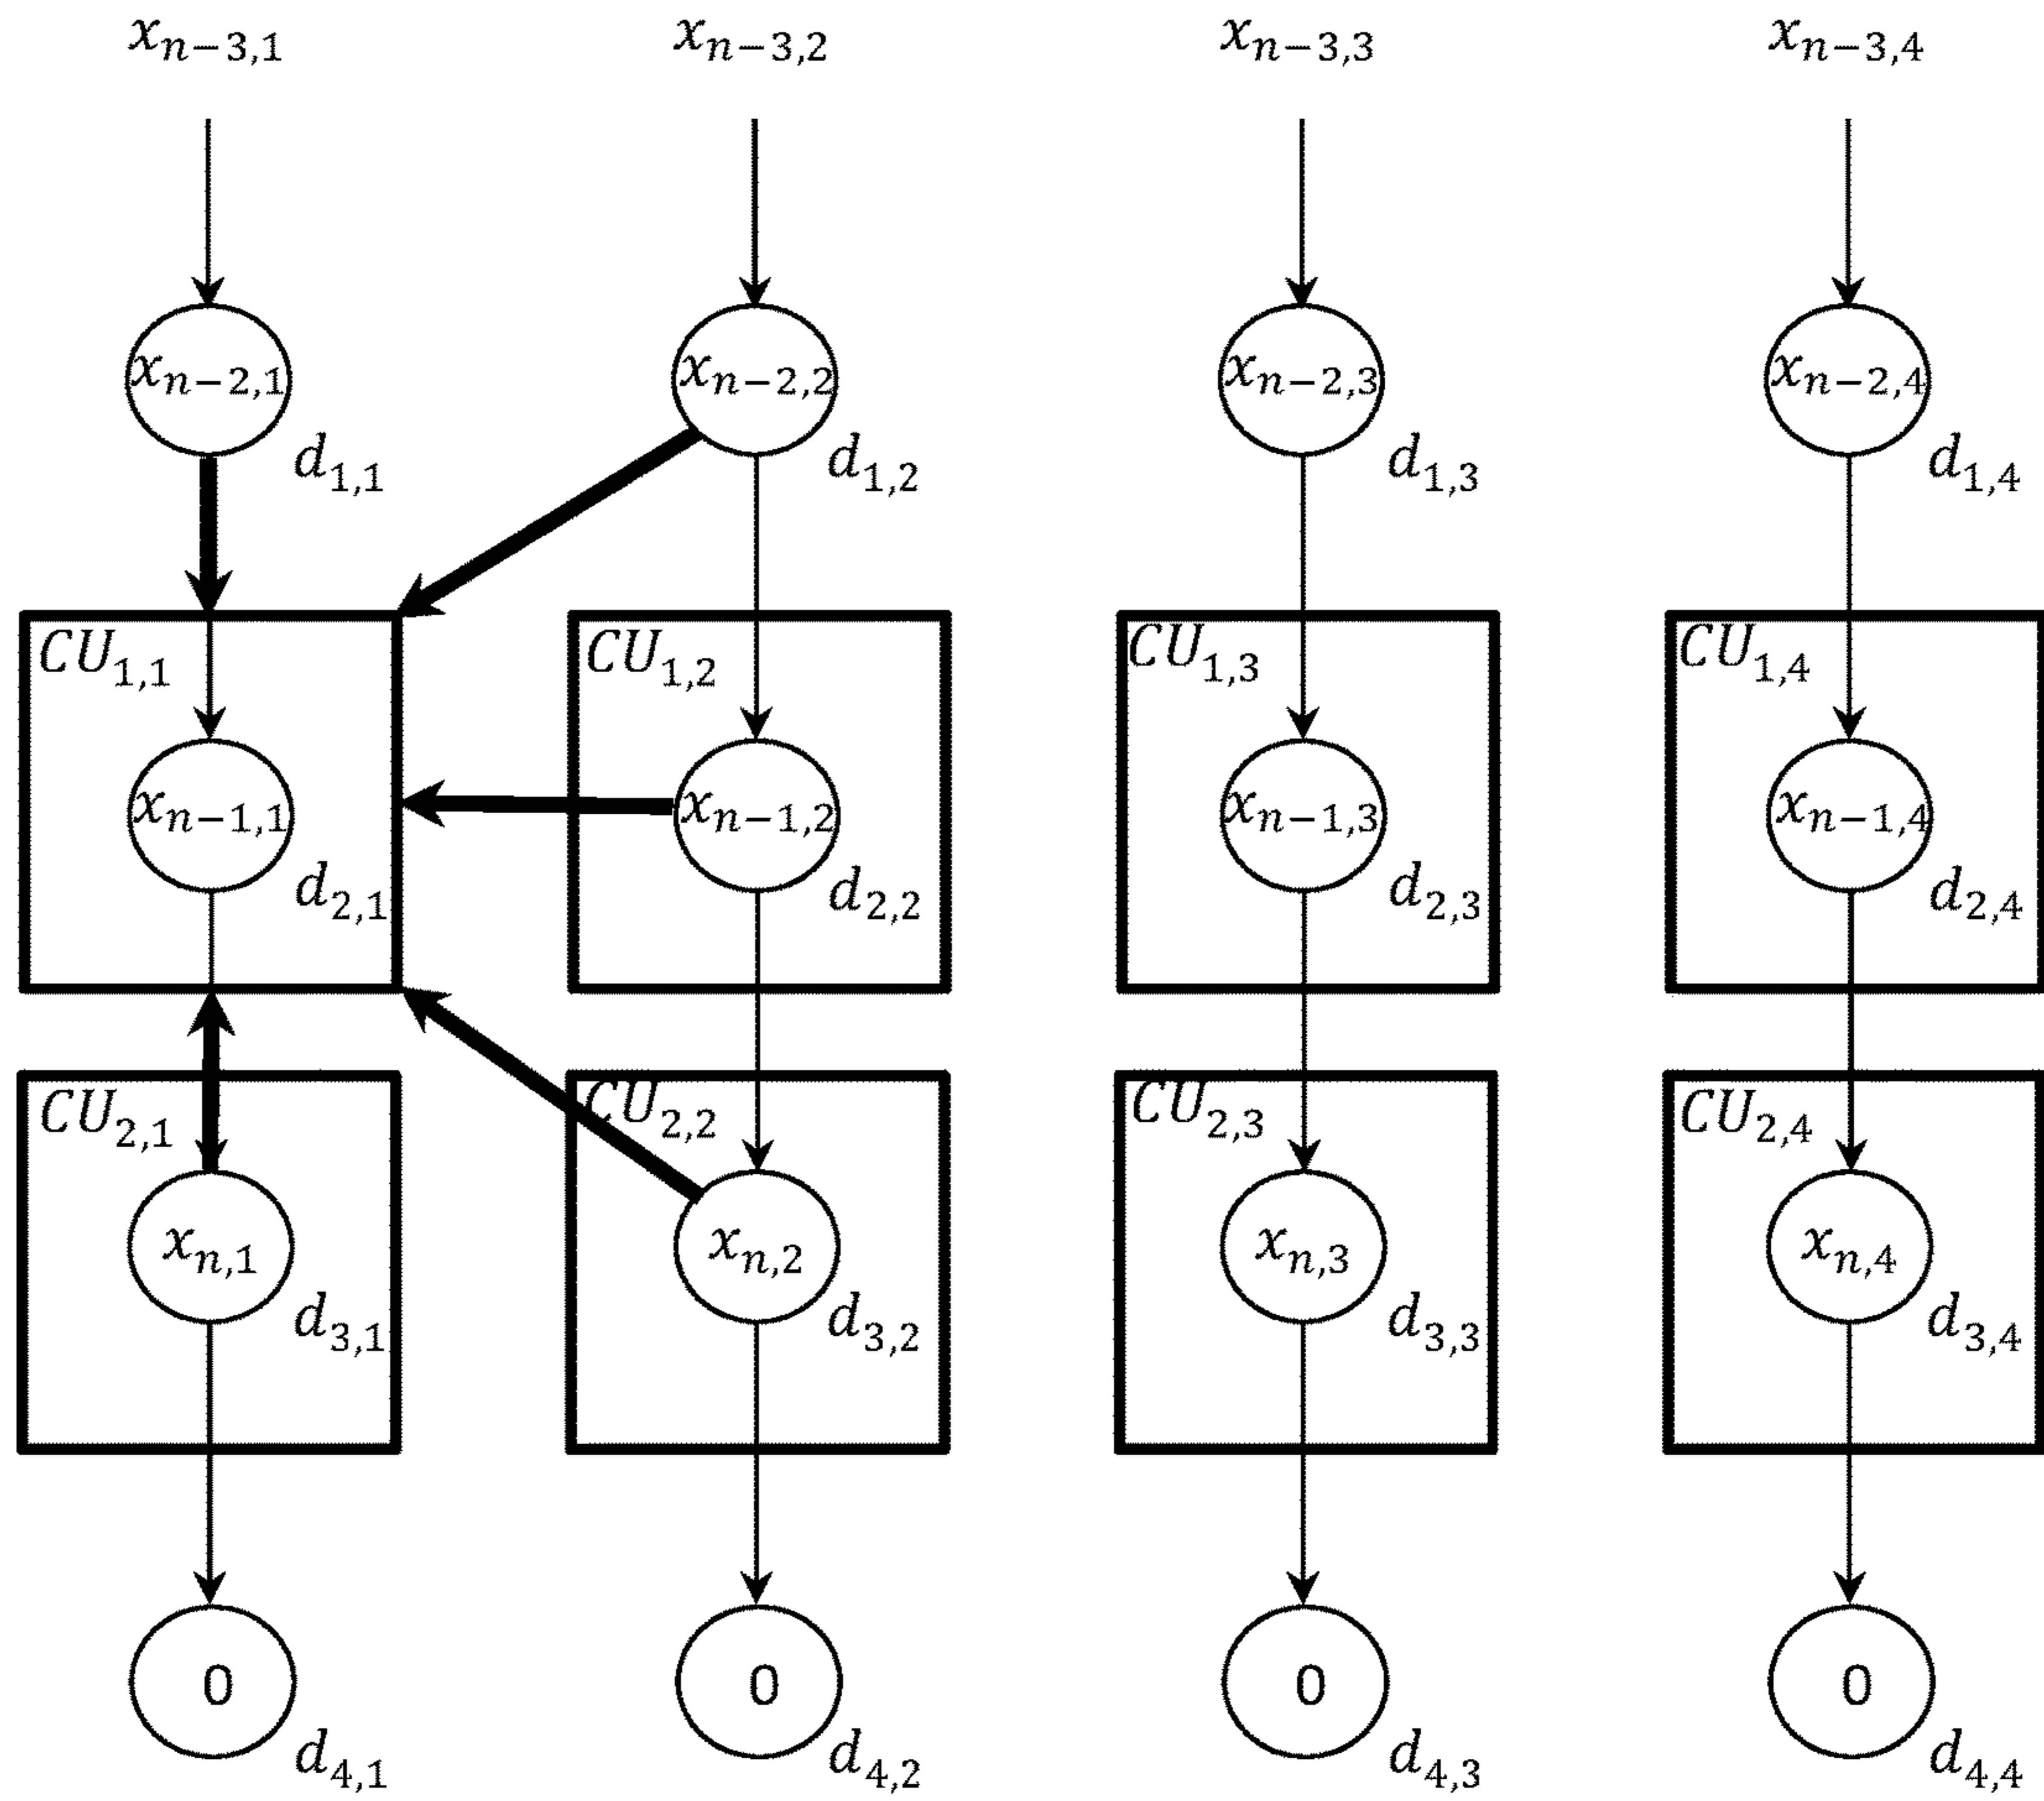 x_{n-3,1} x_{n-3,2} x_{n-3,3} x_{n-3,4}
x_{n-2,1} x_{n-2,2} x_{n-2,3} x_{n-2,4}
d_{1,1} d_{1,2} d_{1,3} d_{1,4}
CU_{1,1} CU_{1,2} CU_{1,3} CU_{1,4}
x_{n-1,1} x_{n-1,2} x_{n-1,3} x_{n-1,4}
d_{2,1} d_{2,2} d_{2,3} d_{2,4}
CU_{2,1} CU_{2,2} CU_{2,3} CU_{2,4}
x_{n,1} x_{n,2} x_{n,3} x_{n,4}
d_{3,1} d_{3,2} d_{3,3} d_{3,4}
0 0 0 0
d_{4,1} d_{4,2} d_{4,3} d_{4,4}